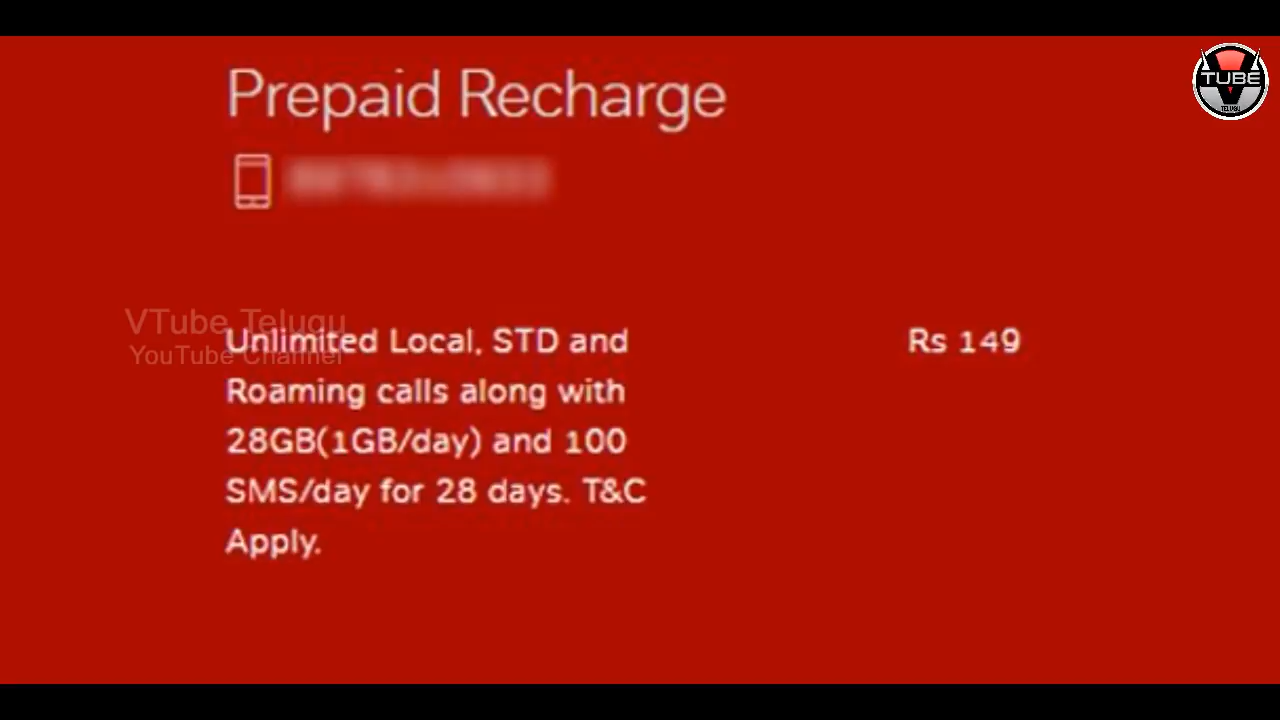 Prepaid Recharge
TUBE
TELUGU
VTube Telugu
YouTube Channel
Unlimited Local, STD and
Rs 149
Roaming calls along with
28GB(1GB/day) and 100
SMS/day for 28 days. T&C
Apply.